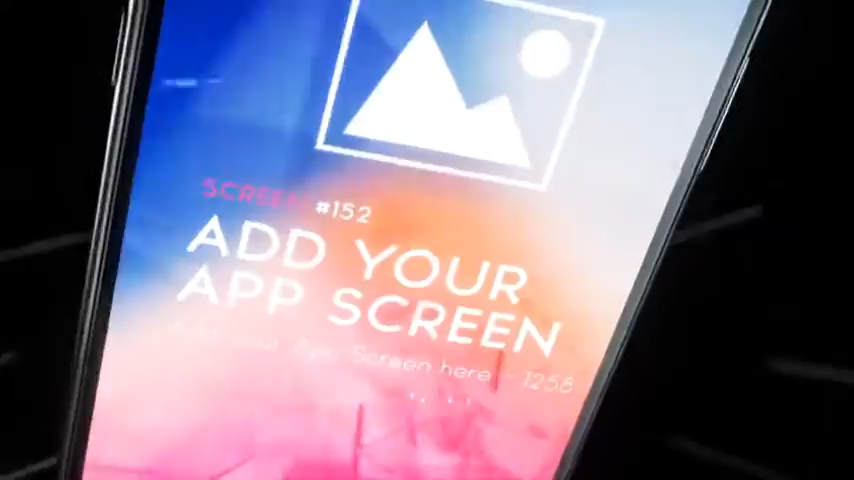 SCREEN #152
ADD YOUR
APP SCREEN
App Screen here - 1258